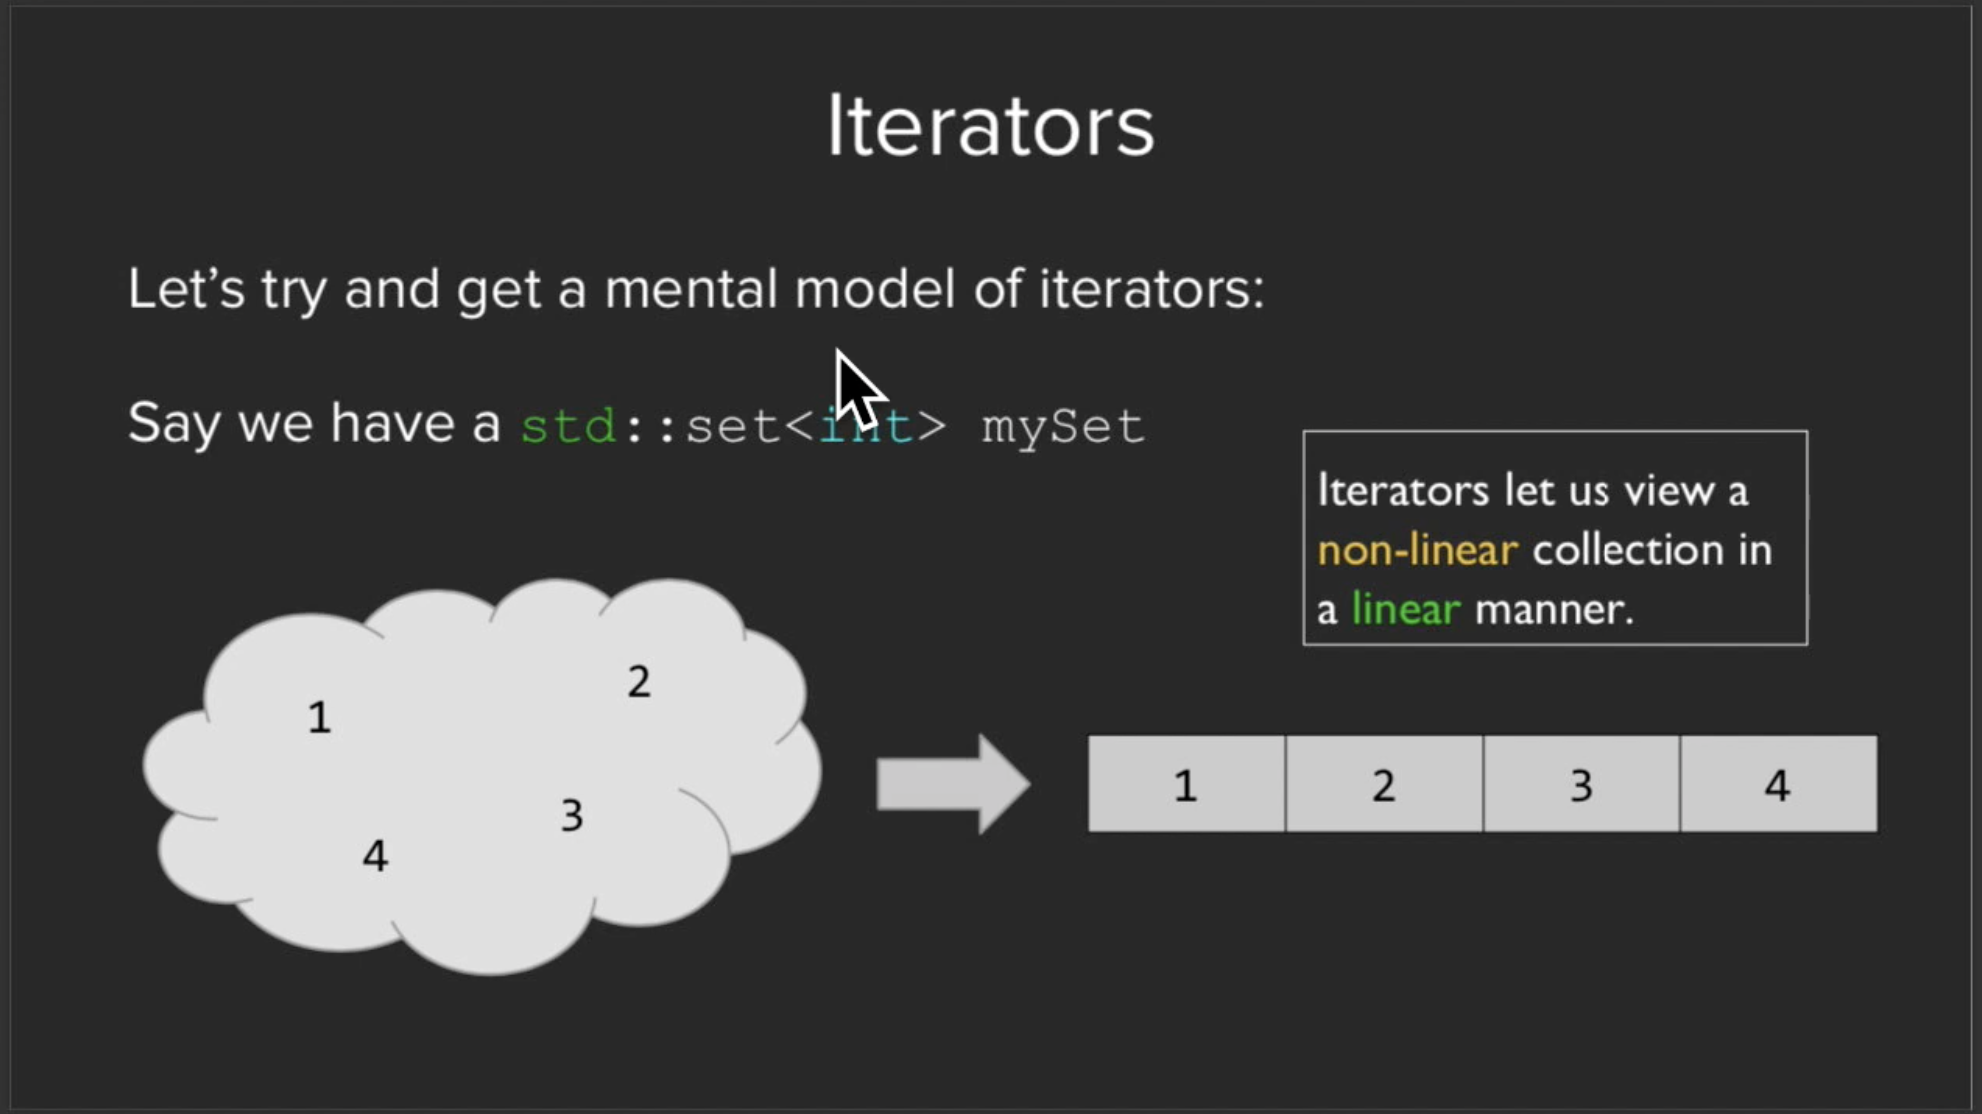 Iterators
Let’s try and get a mental model of iterators:
Say we have a std::set<int> mySet
Iterators let us view a
non-linear collection in
a linear manner.
1
2
3
4
1 2 3 4